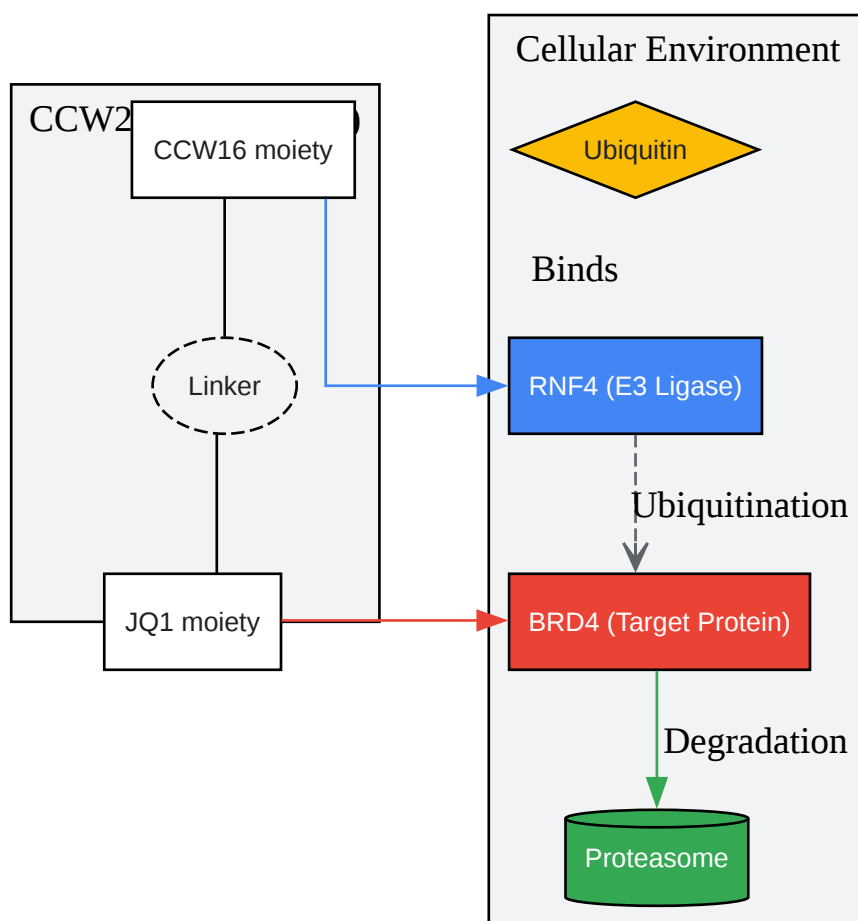 Cellular Environment
CCW2
)
CCW16 moiety
Ubiquitin
Binds
Linker
RNF4 (E3 Ligase)
Ubiquitination
JQ1 moiety
BRD4 (Target Protein)
Degradation
Proteasome